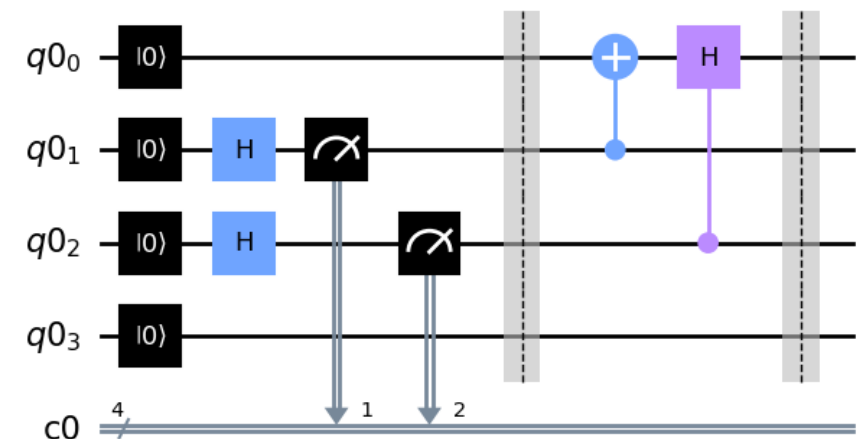 q0₀ |0⟩ H
q0₁ |0⟩ H
q0₂ |0⟩ H
q0₃ |0⟩
4 1 2
c0